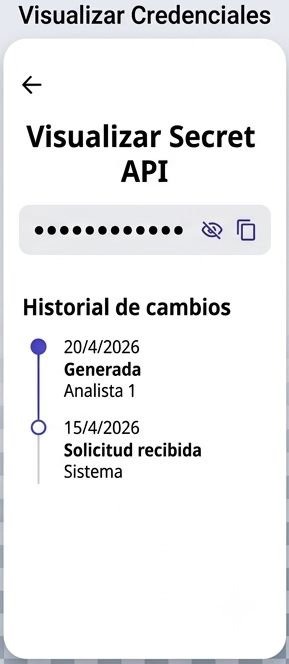 Visualizar Credenciales
Visualizar Secret
API
Historial de cambios
20/4/2026
Generada
Analista 1
15/4/2026
Solicitud recibida
Sistema